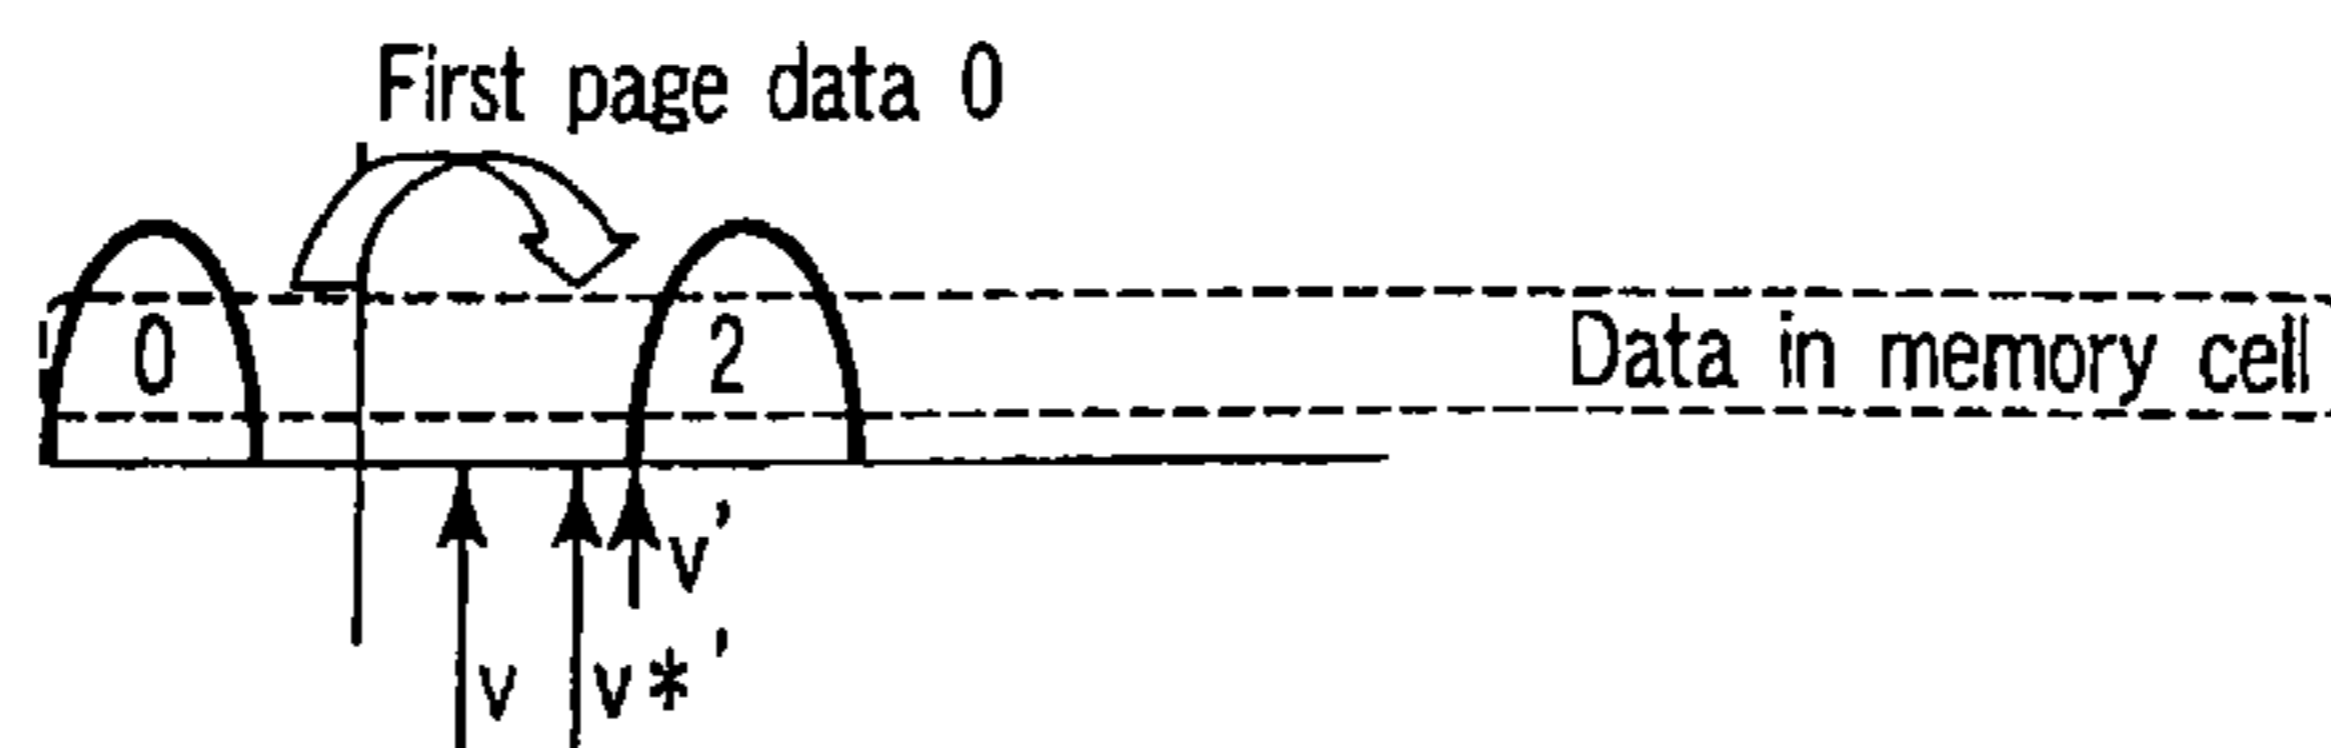 First page data 0
0 2 Data in memory cell
v'
v v*'